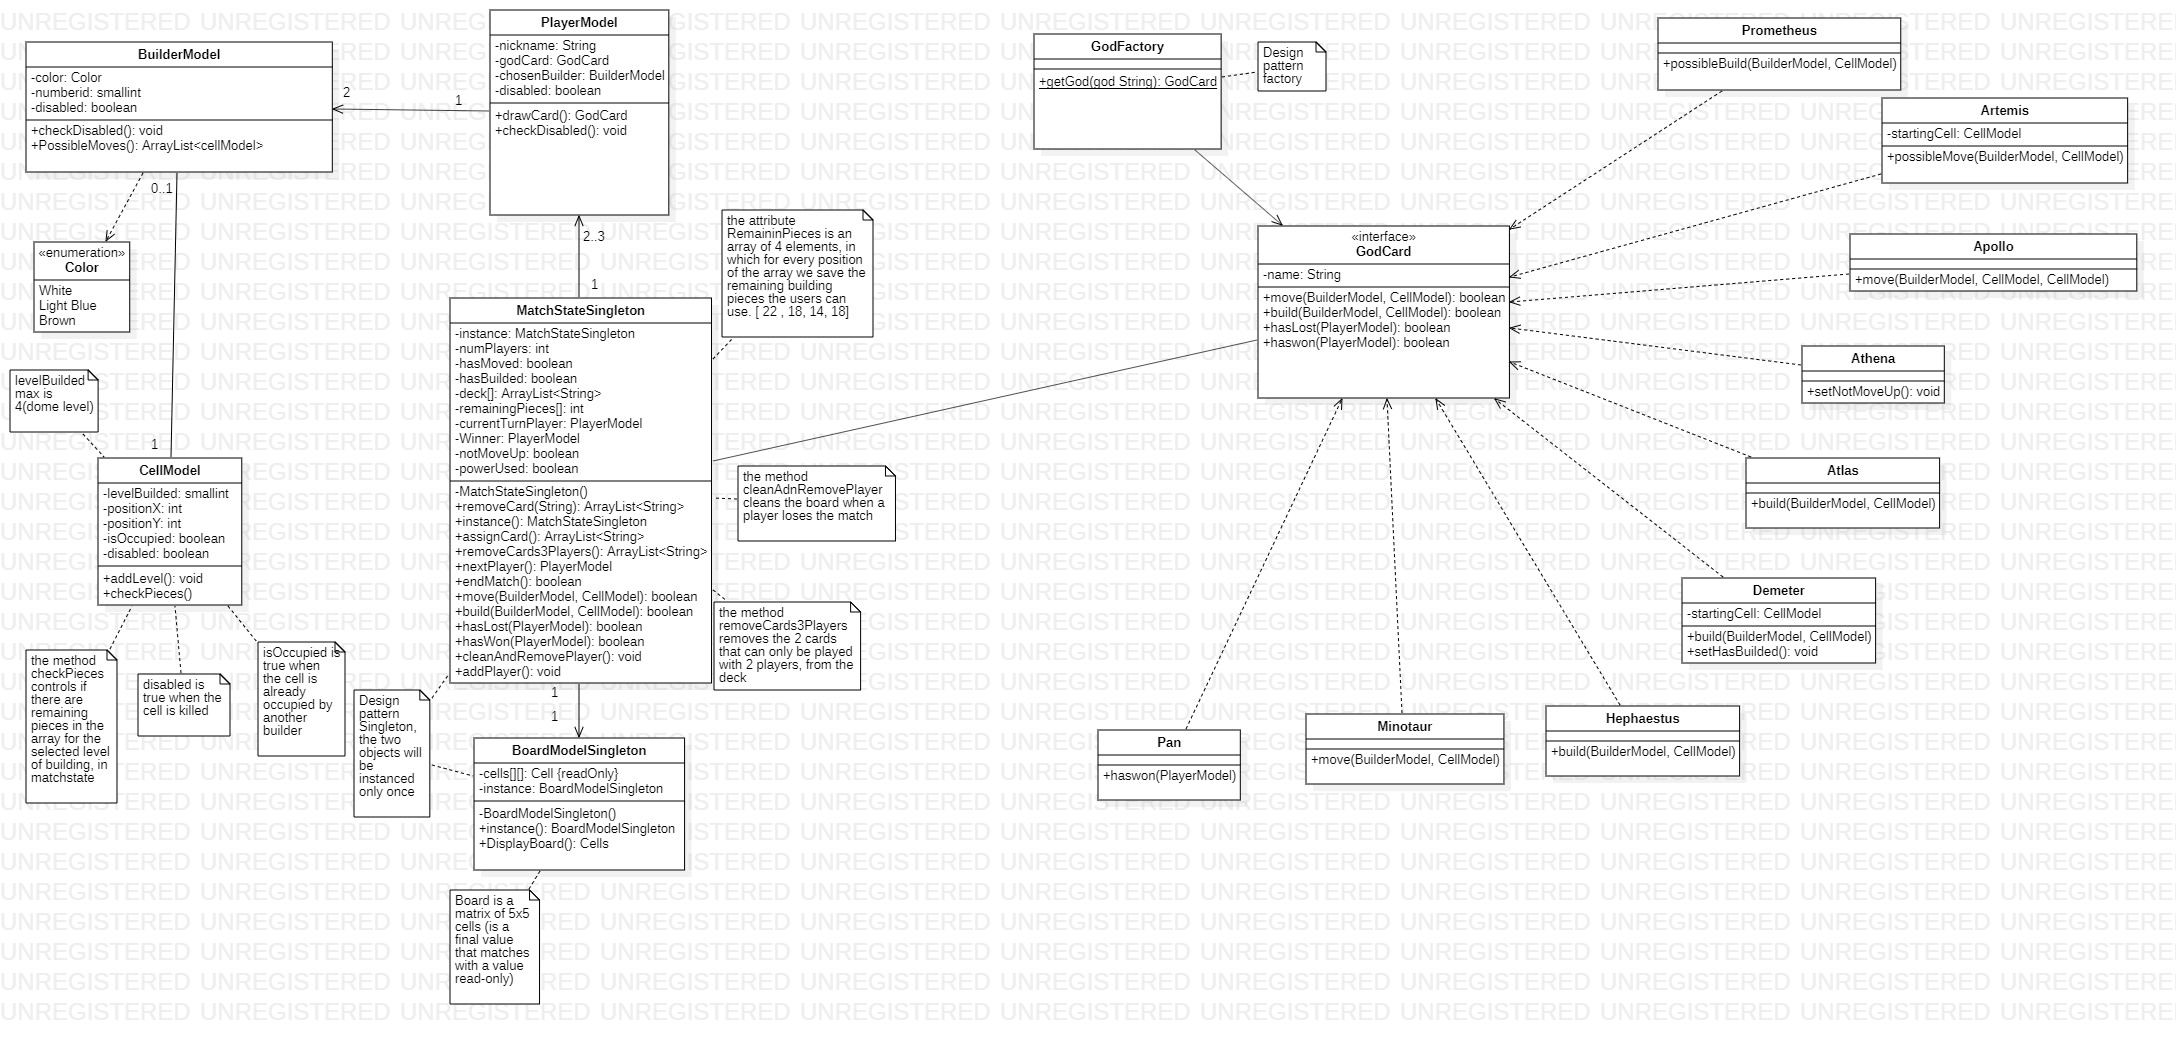 BuilderModel
-color: Color
-numberid: smallint
-disabled: boolean
+checkDisabled(): void
+PossibleMoves(): ArrayList<cellModel>
2
1
PlayerModel
-nickname: String
-godCard: GodCard
-chosenBuilder: BuilderModel
-disabled: boolean
+drawCard(): GodCard
+checkDisabled(): void
0..1
1
«enumeration»
Color
White
Light Blue
Brown
levelBuilded
max is
4(dome level)
CellModel
-levelBuilded: smallint
-positionX: int
-positionY: int
-isOccupied: boolean
-disabled: boolean
+addLevel(): void
+checkPieces()
the method
checkPieces
controls if
there are
remaining
pieces in the
array for the
selected level
of building, in
matchstate
disabled is
true when the
cell is killed
isOccupied is
true when
the cell is
already
occupied by
another
builder
2..3
1
the attribute
RemaininPieces is an
array of 4 elements, in
which for every position
of the array we save the
remaining building
pieces the users can
use. [ 22 , 18, 14, 18]
MatchStateSingleton
-instance: MatchStateSingleton
-numPlayers: int
-hasMoved: boolean
-hasBuilded: boolean
-deck[]: ArrayList<String>
-remainingPieces[]: int
-currentTurnPlayer: PlayerModel
-Winner: PlayerModel
-notMoveUp: boolean
-powerUsed: boolean
-MatchStateSingleton()
+removeCard(String): ArrayList<String>
+instance(): MatchStateSingleton
+assignCard(): ArrayList<String>
+removeCards3Players(): ArrayList<String>
+nextPlayer(): PlayerModel
+endMatch(): boolean
+move(BuilderModel, CellModel): boolean
+build(BuilderModel, CellModel): boolean
+hasLost(PlayerModel): boolean
+hasWon(PlayerModel): boolean
+cleanAndRemovePlayer(): void
+addPlayer(): void
the method
cleanAdnRemovePlayer
cleans the board when a
player loses the match
the method
removeCards3Players
removes the 2 cards
that can only be played
with 2 players, from the
deck
Design
pattern
Singleton,
the two
objects will
be
instanced
only once
1
1
BoardModelSingleton
-cells[][]: Cell {readOnly}
-instance: BoardModelSingleton
-BoardModelSingleton()
+instance(): BoardModelSingleton
+DisplayBoard(): Cells
Board is a
matrix of 5x5
cells (is a
final value
that matches
with a value
read-only)
GodFactory
+getGod(god String): GodCard
Design
pattern
factory
«interface»
GodCard
-name: String
+move(BuilderModel, CellModel): boolean
+build(BuilderModel, CellModel): boolean
+hasLost(PlayerModel): boolean
+haswon(PlayerModel): boolean
Prometheus
+possibleBuild(BuilderModel, CellModel)
Artemis
-startingCell: CellModel
+possibleMove(BuilderModel, CellModel)
Apollo
+move(BuilderModel, CellModel, CellModel)
Athena
+setNotMoveUp(): void
Atlas
+build(BuilderModel, CellModel)
Demeter
-startingCell: CellModel
+build(BuilderModel, CellModel)
+setHasBuilded(): void
Hephaestus
+build(BuilderModel, CellModel)
Minotaur
+move(BuilderModel, CellModel)
Pan
+haswon(PlayerModel)
UNREGISTERED